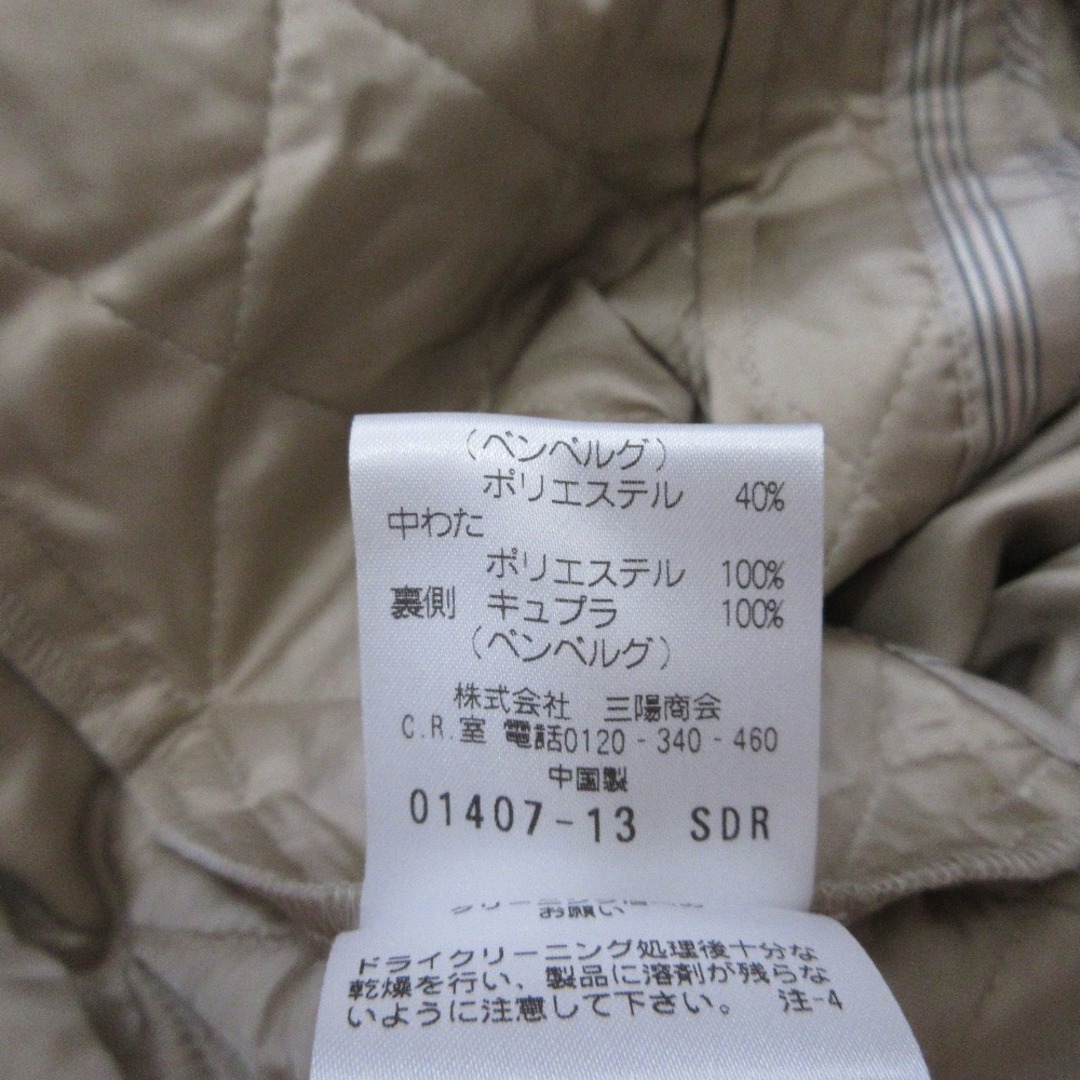 （ベンベルグ）
ポリエステル 40%
中わた
ポリエステル 100%
裏側 キュプラ 100%
（ベンベルグ）
株式会社 三陽商会
C.R.室 電話0120-340-460
中国製
01407-13 SDR
お願い
ドライクリーニング処理後十分な
乾燥を行い、製品に溶剤が残らな
いように注意して下さい。 注-4